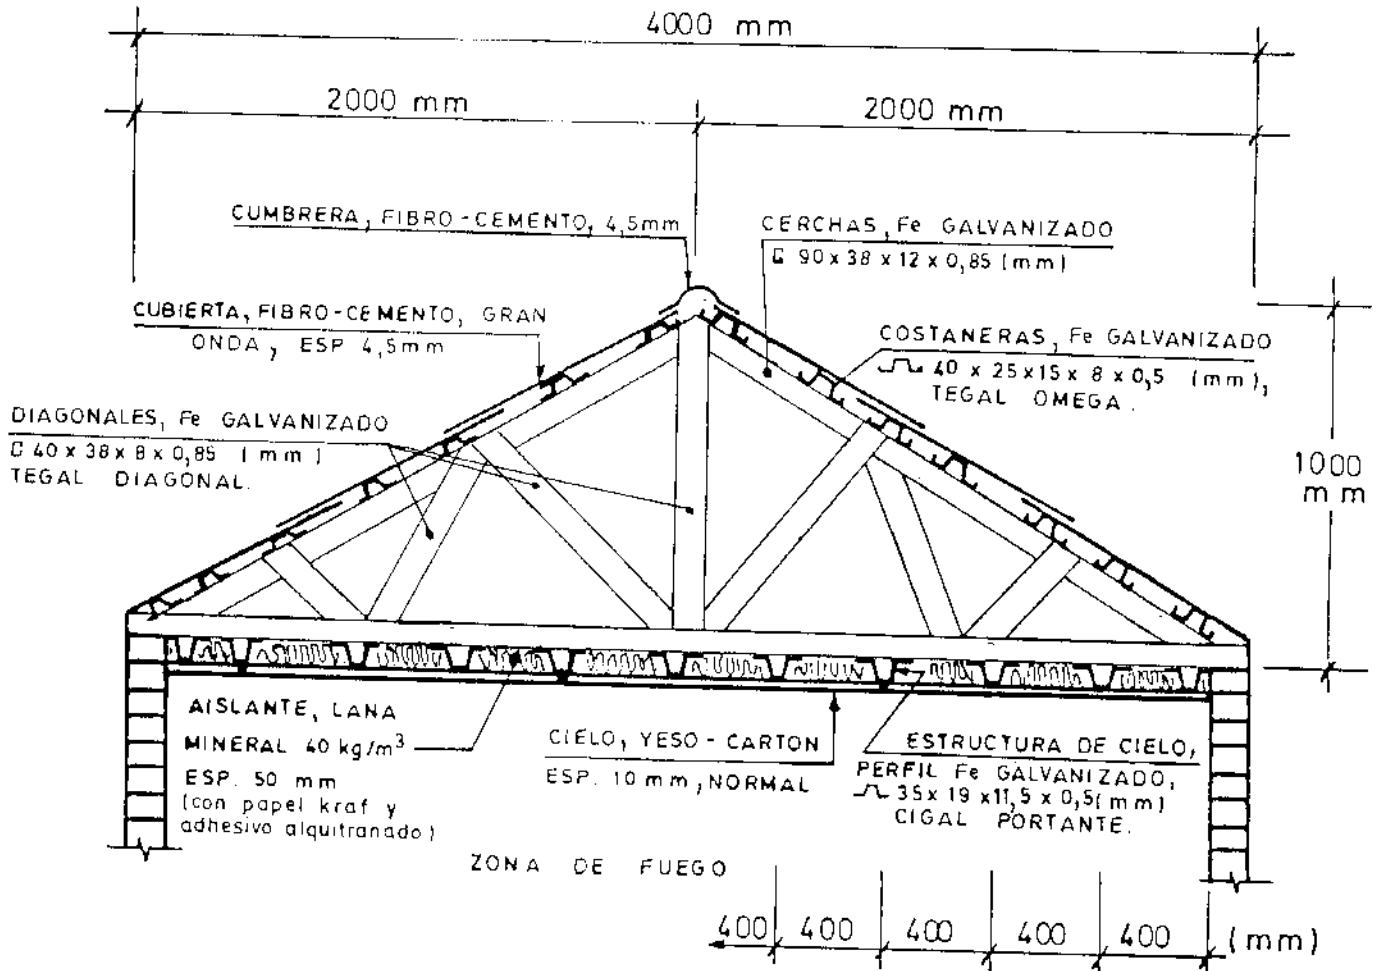 4000 mm
2000 mm
2000 mm
CUMBRERA, FIBRO-CEMENTO, 4,5mm
CERCHAS, Fe GALVANIZADO
90 x 38 x 12 x 0,85 (mm)
CUBIERTA, FIBRO-CEMENTO, GRAN
ONDA, ESP 4,5mm
COSTANERAS, Fe GALVANIZADO
40 x 25x15x 8 x 0,5 (mm),
TEGAL OMEGA.
DIAGONALES, Fe GALVANIZADO
40 x 38 x 8 x 0,85 (mm)
TEGAL DIAGONAL.
1000
mm
AISLANTE, LANA
MINERAL 40 kg/m³
ESP. 50 mm
(con papel kraf y
adhesivo alquitranado)
CIELO, YESO-CARTON
ESP. 10 mm, NORMAL
ESTRUCTURA DE CIELO,
PERFIL Fe GALVANIZADO,
35x 19 x11,5 x 0,5(mm)
CIGAL PORTANTE.
ZONA DE FUEGO
400 400 400 400 400 (mm)